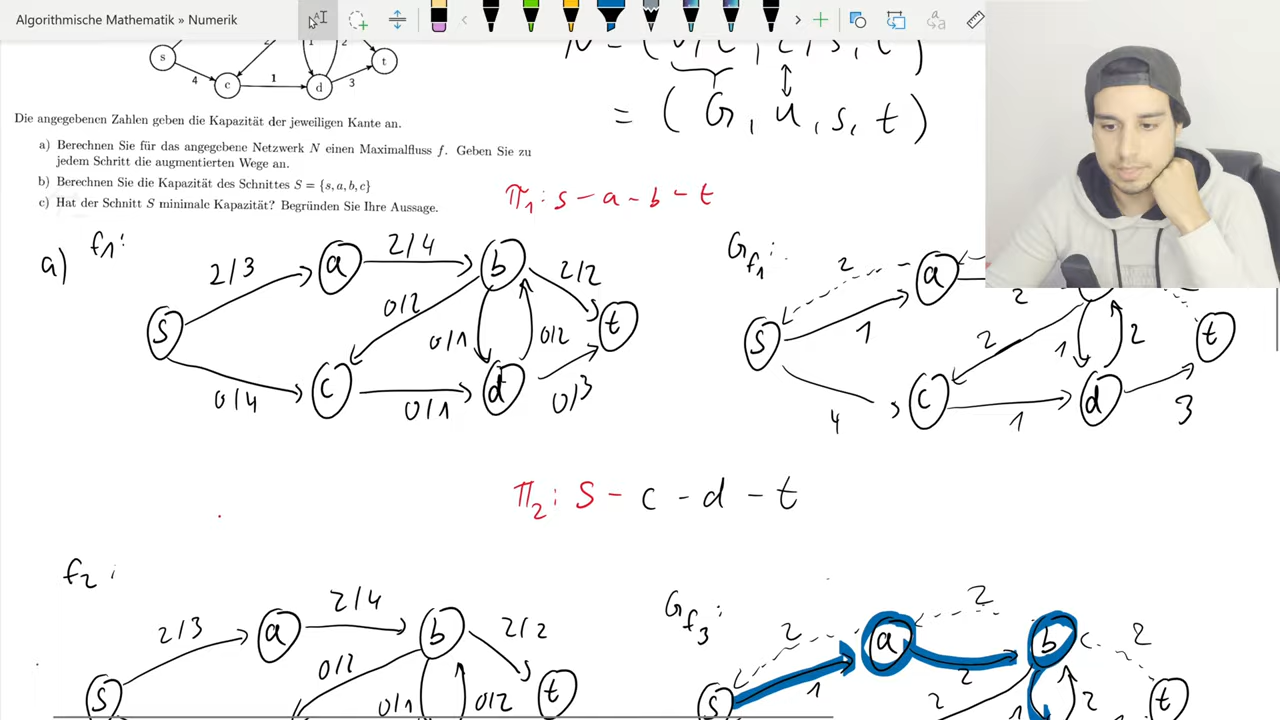 Algorithmische Mathematik » Numerik
s
4
c
1
d
3
t
1
2
= ( G, u, s, t )
Die angegebenen Zahlen geben die Kapazität der jeweiligen Kante an.
a) Berechnen Sie für das angegebene Netzwerk N einen Maximalfluss f. Geben Sie zu
jedem Schritt die augmentierten Wege an.
b) Berechnen Sie die Kapazität des Schnittes S = {s, a, b, c}
c) Hat der Schnitt S minimale Kapazität? Begründen Sie Ihre Aussage.
π₁: s - a - b - t
a) f1:
2/3
a
2/4
b
2/2
0/2
s
0/1
0/2
t
0/4
c
0/1
d
0/3
G f1:
2
a
2
s
1
2
1
2
t
4
c
1
d
3
π₂: s - c - d - t
f2:
2/3
a
2/4
b
2/2
0/2
s
0/1
0/2
t
G f3:
2
a
2
b
2
s
1
2
2
1
2
t